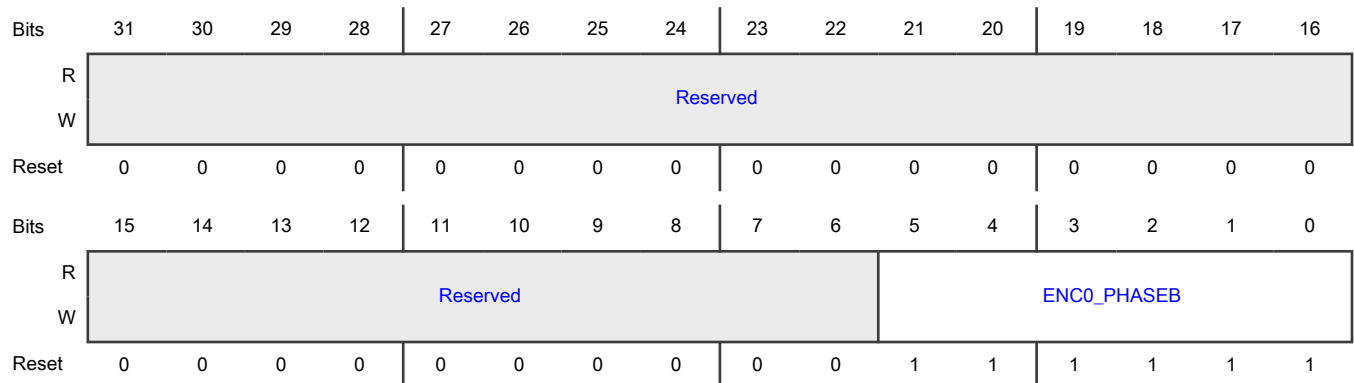 Bits 31 30 29 28 27 26 25 24 23 22 21 20 19 18 17 16
R
Reserved
W
Reset 0 0 0 0 0 0 0 0 0 0 0 0 0 0 0 0
Bits 15 14 13 12 11 10 9 8 7 6 5 4 3 2 1 0
R
Reserved ENC0_PHASEB
W
Reset 0 0 0 0 0 0 0 0 0 0 1 1 1 1 1 1